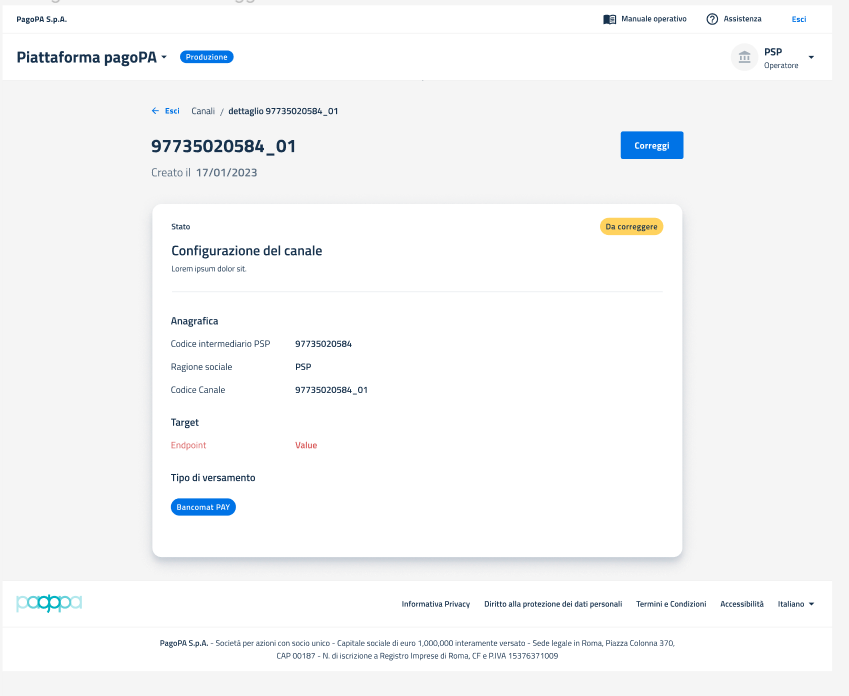 PagoPA S.p.A.
Manuale operativo
Assistenza
Esci
Piattaforma pagoPA
Produzione
PSP
Operatore
Esci Canali / dettaglio 97735020584_01
97735020584_01
Correggi
Creato il 17/01/2023
Stato
Da correggere
Configurazione del canale
Lorem ipsum dolor sit.
Anagrafica
Codice intermediario PSP 97735020584
Ragione sociale PSP
Codice Canale 97735020584_01
Target
Endpoint Value
Tipo di versamento
Bancomat PAY
pagopa
Informativa Privacy Diritto alla protezione dei dati personali Termini e Condizioni Accessibilità Italiano
PagoPA S.p.A. - Società per azioni con socio unico - Capitale sociale di euro 1,000,000 interamente versato - Sede legale in Roma, Piazza Colonna 370,
CAP 00187 - N. di iscrizione a Registro Imprese di Roma, CF e P.IVA 15376371009